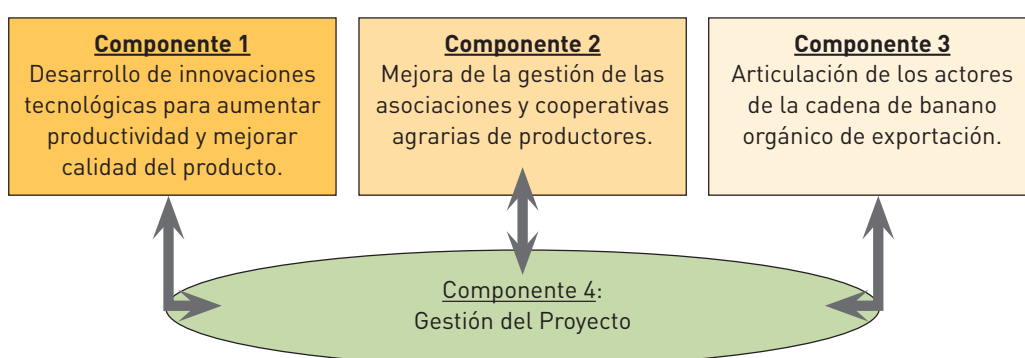 Componente 1
Desarrollo de innovaciones
tecnológicas para aumentar
productividad y mejorar
calidad del producto.
Componente 2
Mejora de la gestión de las
asociaciones y cooperativas
agrarias de productores.
Componente 3
Articulación de los actores
de la cadena de banano
orgánico de exportación.
Componente 4:
Gestión del Proyecto